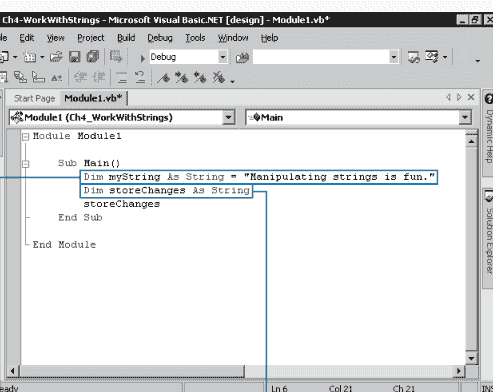 Ch4-WorkWithStrings - Microsoft Visual Basic.NET [design] - Module1.vb*
le Edit View Project Build Debug Tools Window Help
Debug
Start Page Module1.vb*
Module1 (Ch4_WorkWithStrings) Main
Module Module1
Sub Main()
Dim myString As String = "Manipulating strings is fun."
Dim storeChanges As String
storeChanges
End Sub
End Module
Dynamic Help
Solution Explorer
eady Ln 6 Col 21 Ch 21 INS